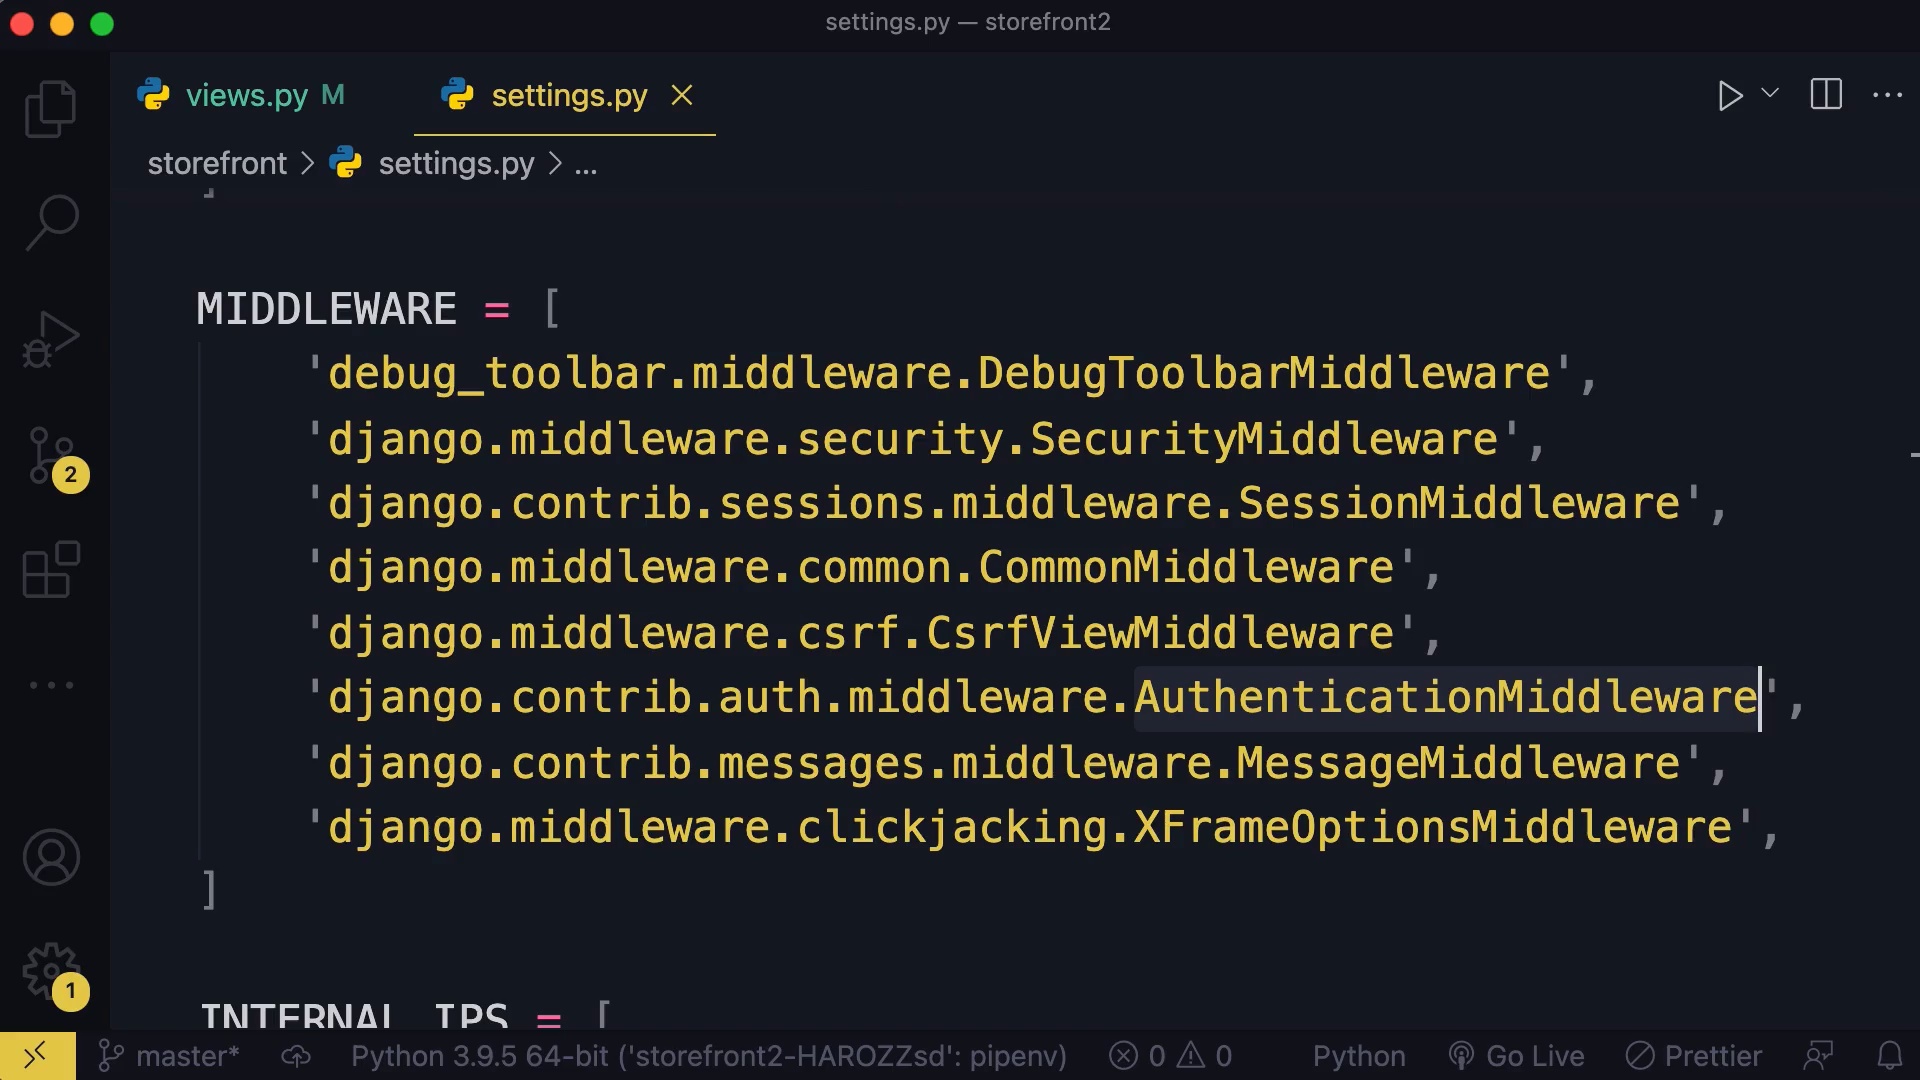 settings.py — storefront2
views.py M
settings.py
storefront > settings.py > ...
]
MIDDLEWARE = [
'debug_toolbar.middleware.DebugToolbarMiddleware',
'django.middleware.security.SecurityMiddleware',
'django.contrib.sessions.middleware.SessionMiddleware',
'django.middleware.common.CommonMiddleware',
'django.middleware.csrf.CsrfViewMiddleware',
'django.contrib.auth.middleware.AuthenticationMiddleware',
'django.contrib.messages.middleware.MessageMiddleware',
'django.middleware.clickjacking.XFrameOptionsMiddleware',
]
INTERNAL_IPS = [
2
1
master* Python 3.9.5 64-bit ('storefront2-HAROZZsd': pipenv) 0 0 Python Go Live Prettier